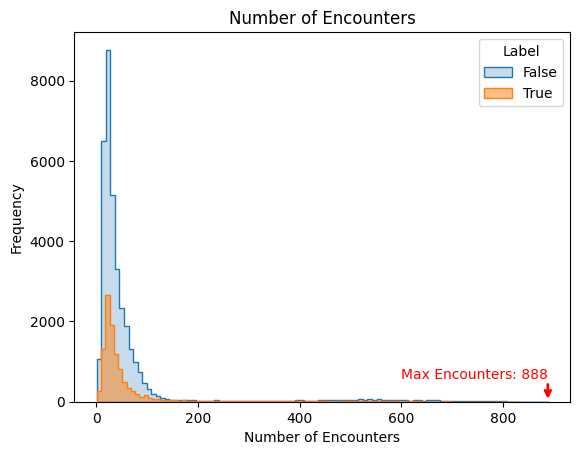 Number of Encounters
Label
False
True
Frequency
8000
6000
4000
2000
0
Max Encounters: 888
0
200
400
600
800
Number of Encounters